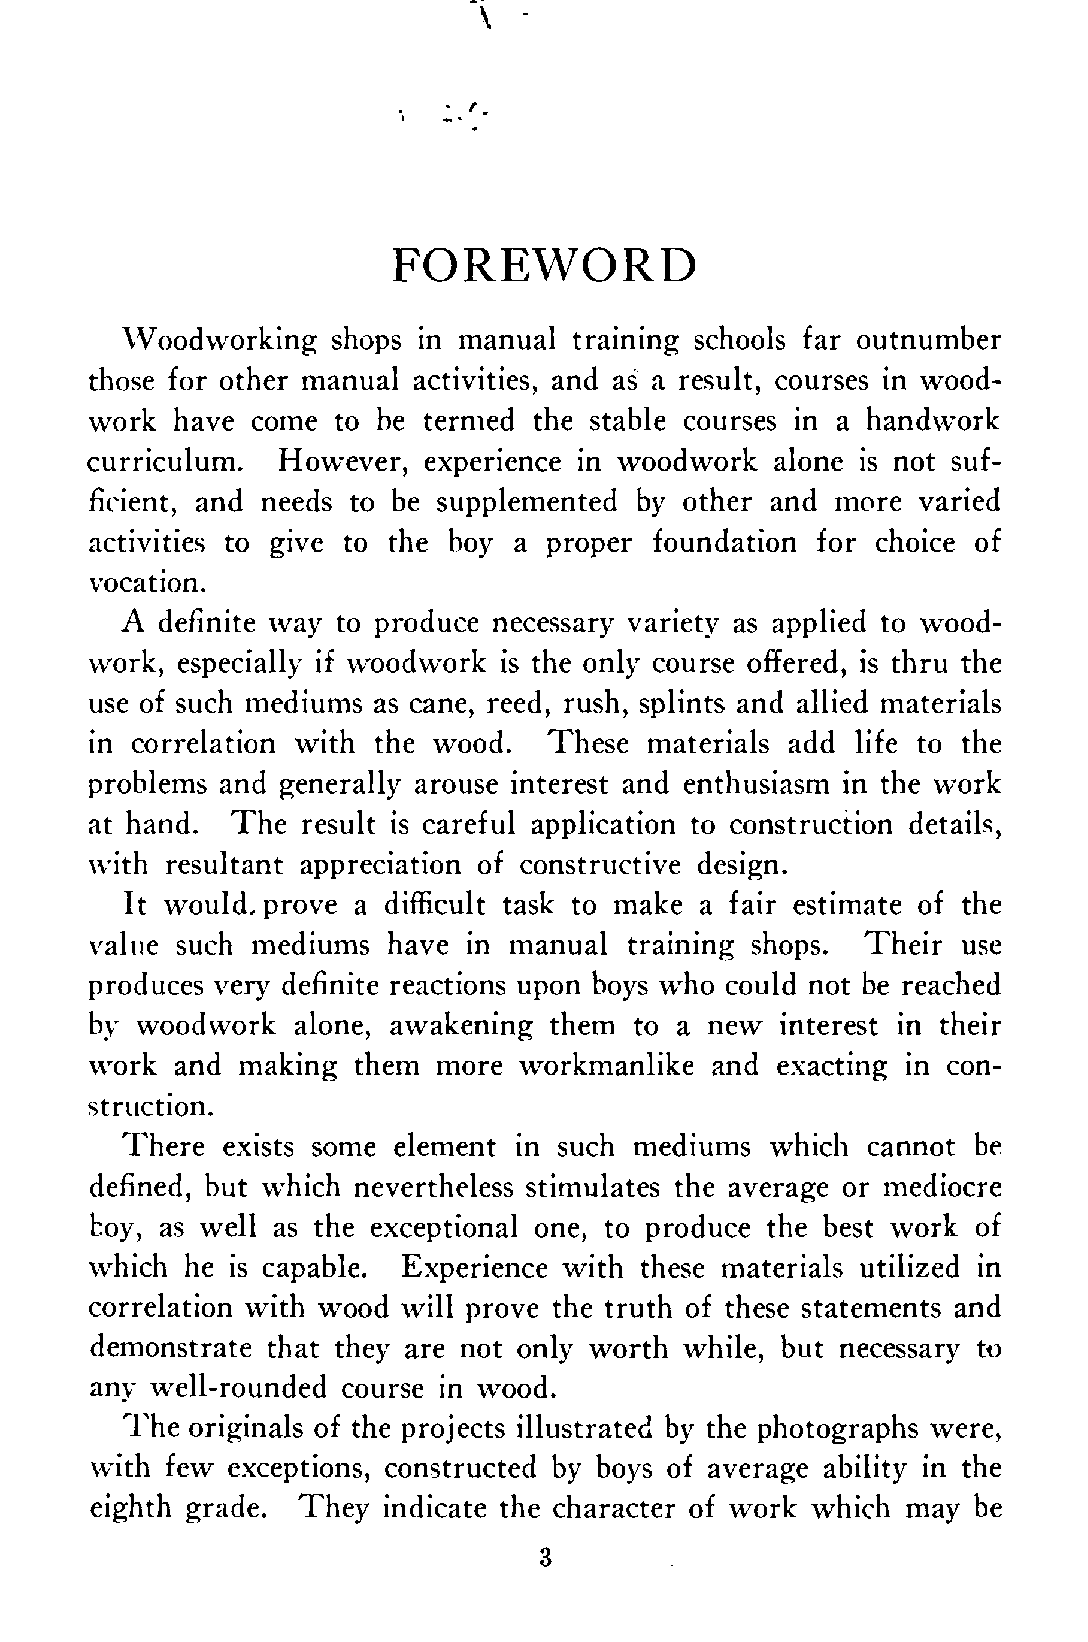 FOREWORD
Woodworking shops in manual training schools far outnumber
those for other manual activities, and as a result, courses in wood-
work have come to be termed the stable courses in a handwork
curriculum. However, experience in woodwork alone is not suf-
ficient, and needs to be supplemented by other and more varied
activities to give to the boy a proper foundation for choice of
vocation.
A definite way to produce necessary variety as applied to wood-
work, especially if woodwork is the only course offered, is thru the
use of such mediums as cane, reed, rush, splints and allied materials
in correlation with the wood. These materials add life to the
problems and generally arouse interest and enthusiasm in the work
at hand. The result is careful application to construction details,
with resultant appreciation of constructive design.
It would prove a difficult task to make a fair estimate of the
value such mediums have in manual training shops. Their use
produces very definite reactions upon boys who could not be reached
by woodwork alone, awakening them to a new interest in their
work and making them more workmanlike and exacting in con-
struction.
There exists some element in such mediums which cannot be
defined, but which nevertheless stimulates the average or mediocre
boy, as well as the exceptional one, to produce the best work of
which he is capable. Experience with these materials utilized in
correlation with wood will prove the truth of these statements and
demonstrate that they are not only worth while, but necessary to
any well-rounded course in wood.
The originals of the projects illustrated by the photographs were,
with few exceptions, constructed by boys of average ability in the
eighth grade. They indicate the character of work which may be
3